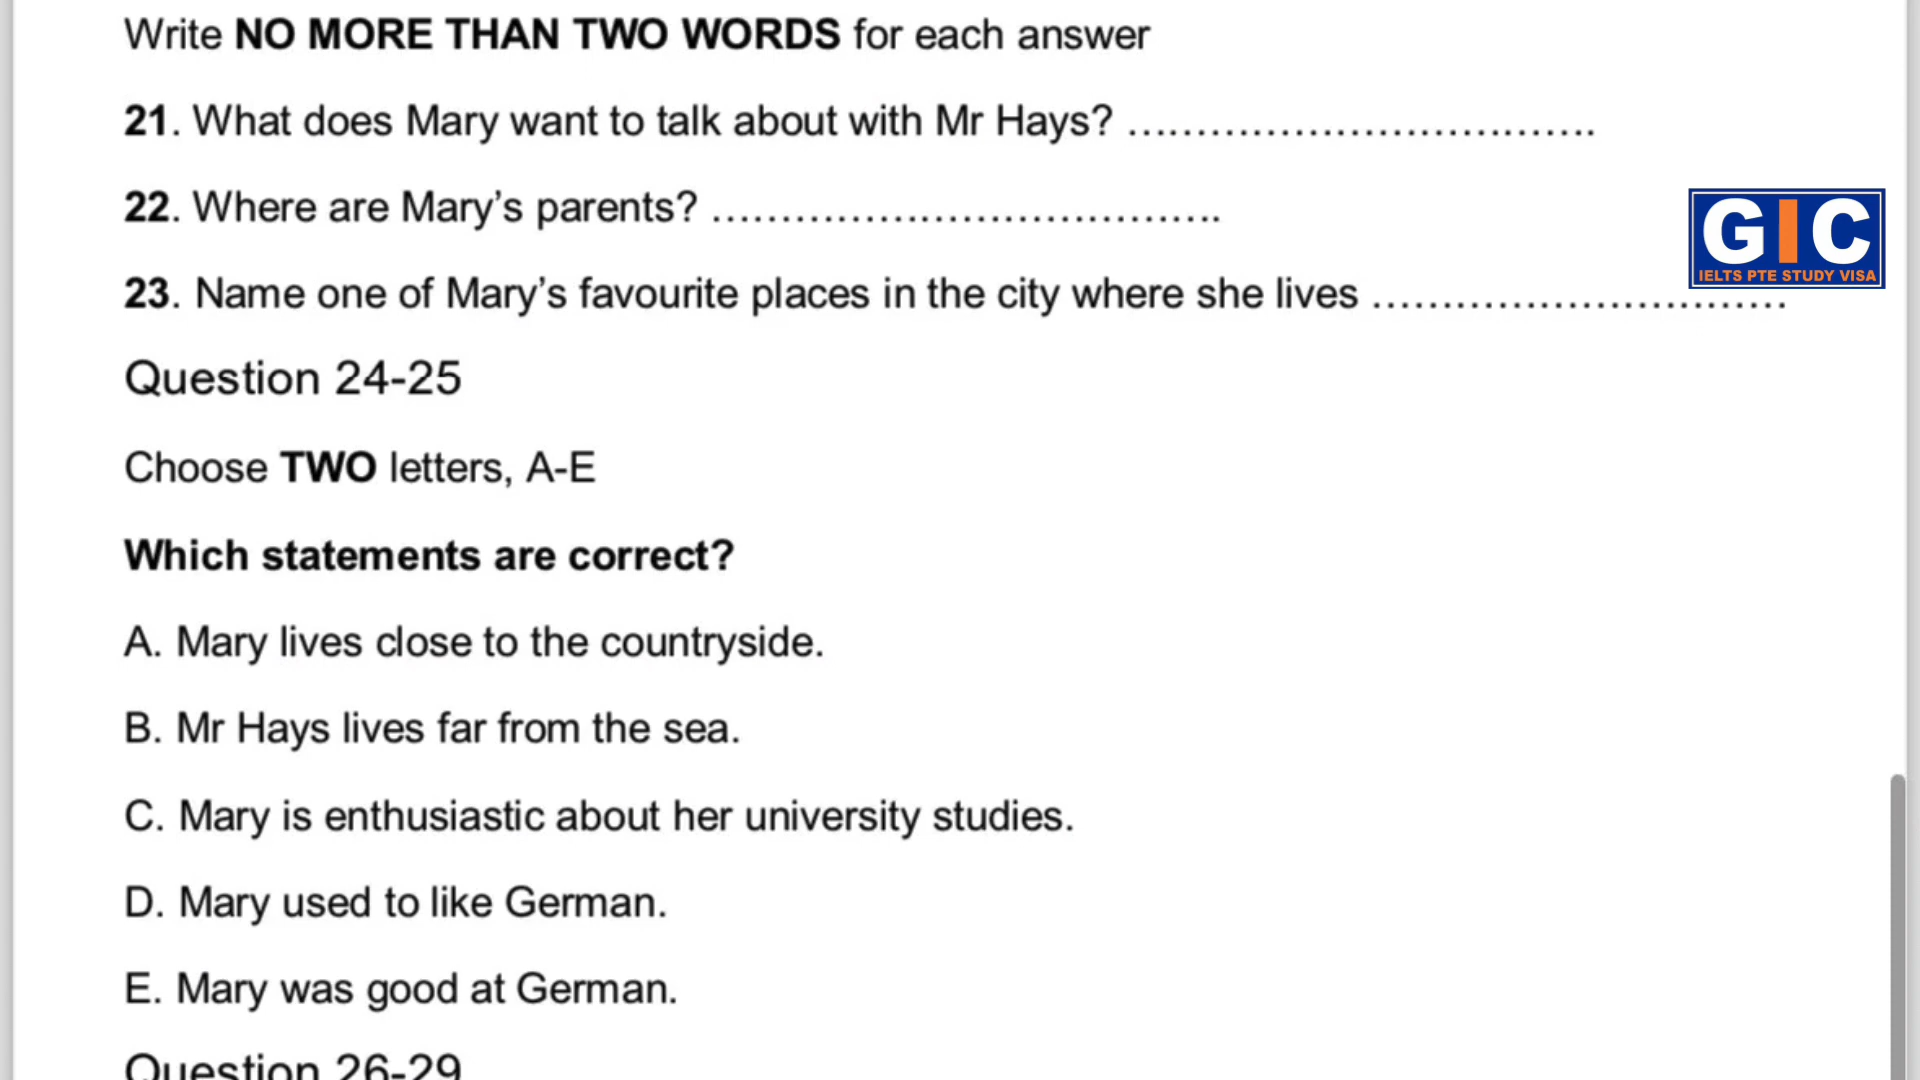 Write NO MORE THAN TWO WORDS for each answer
21. What does Mary want to talk about with Mr Hays? ……………………………..
22. Where are Mary’s parents? ………………………………..
23. Name one of Mary’s favourite places in the city where she lives ………………………….
GIC
IELTS PTE STUDY VISA
Question 24-25
Choose TWO letters, A-E
Which statements are correct?
A. Mary lives close to the countryside.
B. Mr Hays lives far from the sea.
C. Mary is enthusiastic about her university studies.
D. Mary used to like German.
E. Mary was good at German.
Question 26-29